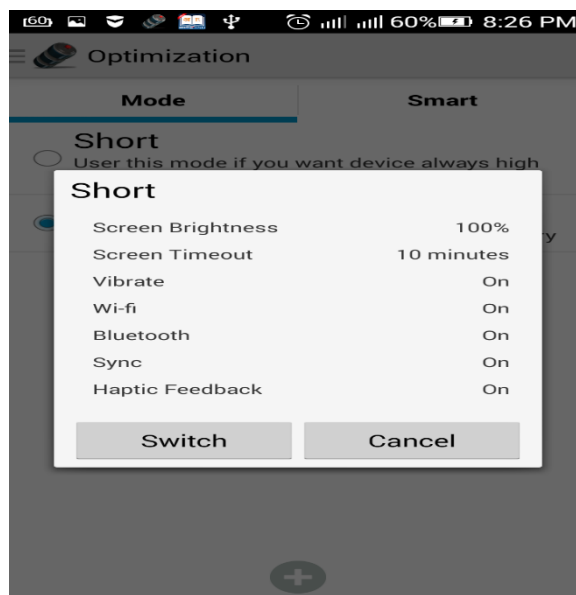 60 60% 8:26 PM
Optimization
Mode Smart
Short
User this mode if you want device always high
Short
Screen Brightness 100%
Screen Timeout 10 minutes
Vibrate On
Wi-fi On
Bluetooth On
Sync On
Haptic Feedback On
Switch Cancel